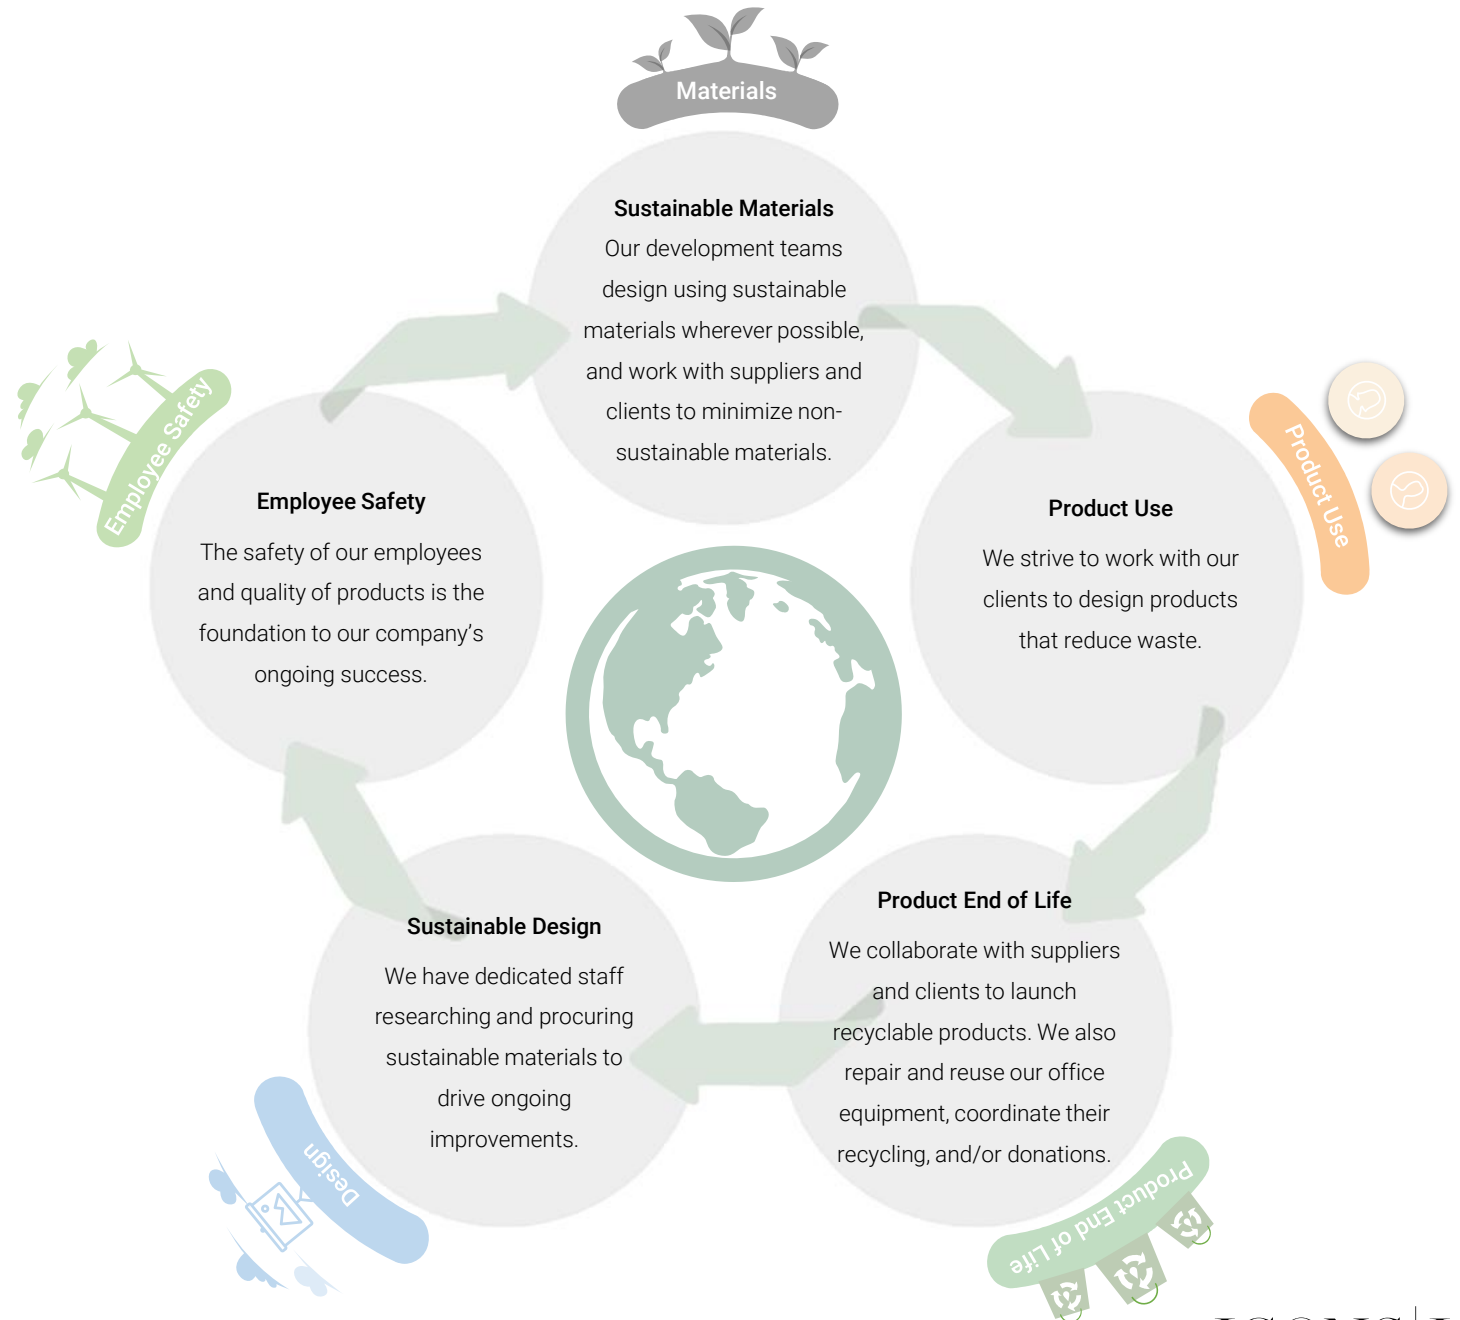 Materials
Sustainable Materials
Our development teams
design using sustainable
materials wherever possible,
and work with suppliers and
clients to minimize non-
sustainable materials.
Employee Safety
Employee Safety
The safety of our employees
and quality of products is the
foundation to our company's
ongoing success.
Product Use
Product Use
We strive to work with our
clients to design products
that reduce waste.
Product End of Life
We collaborate with suppliers
and clients to launch
recyclable products. We also
repair and reuse our office
equipment, coordinate their
recycling, and/or donations.
Product End of Life
Sustainable Design
We have dedicated staff
researching and procuring
sustainable materials to
drive ongoing
improvements.
Design